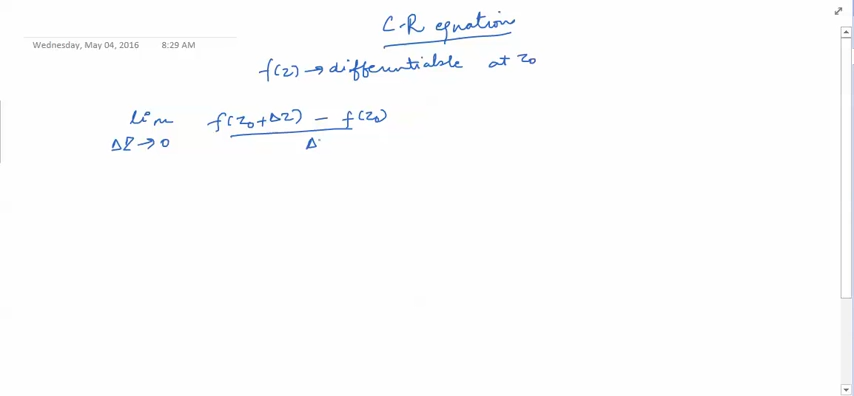 C-R equation
Wednesday, May 04, 2016 8:29 AM
f(z) → differentiable at z₀
lim f(z₀+Δz) − f(z₀)
Δz→0 Δ